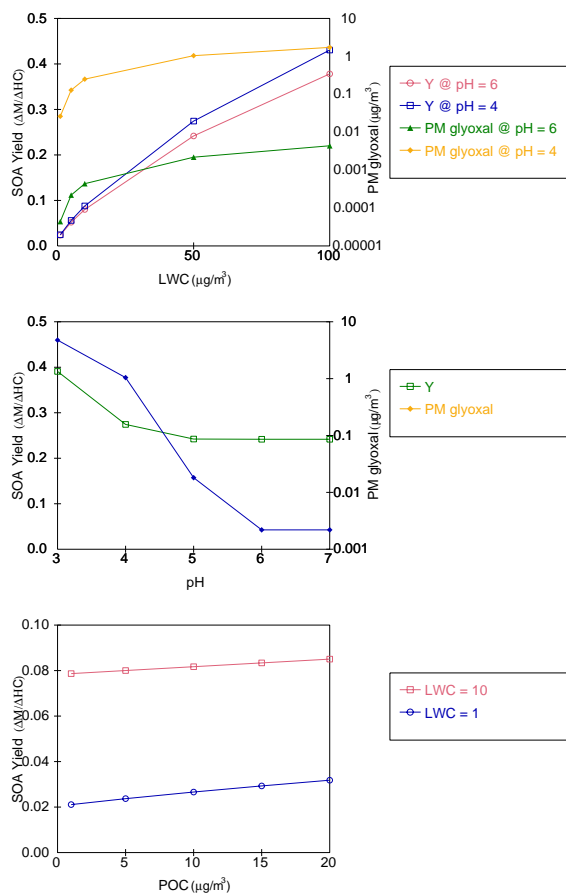 0.5
0.4
0.3
0.2
0.1
0.0
SOA Yield (ΔM/ΔHC)
10
1
0.1
0.01
0.001
0.0001
0.00001
PM glyoxal (μg/m³)
0
50
100
LWC (μg/m³)
Y @ pH = 6
Y @ pH = 4
PM glyoxal @ pH = 6
PM glyoxal @ pH = 4
0.5
0.4
0.3
0.2
0.1
0.0
SOA Yield (ΔM/ΔHC)
10
1
0.1
0.01
0.001
PM glyoxal (μg/m³)
3
4
5
6
7
pH
Y
PM glyoxal
0.10
0.08
0.06
0.04
0.02
0.00
SOA Yield (ΔM/ΔHC)
0
5
10
15
20
POC (μg/m³)
LWC = 10
LWC = 1